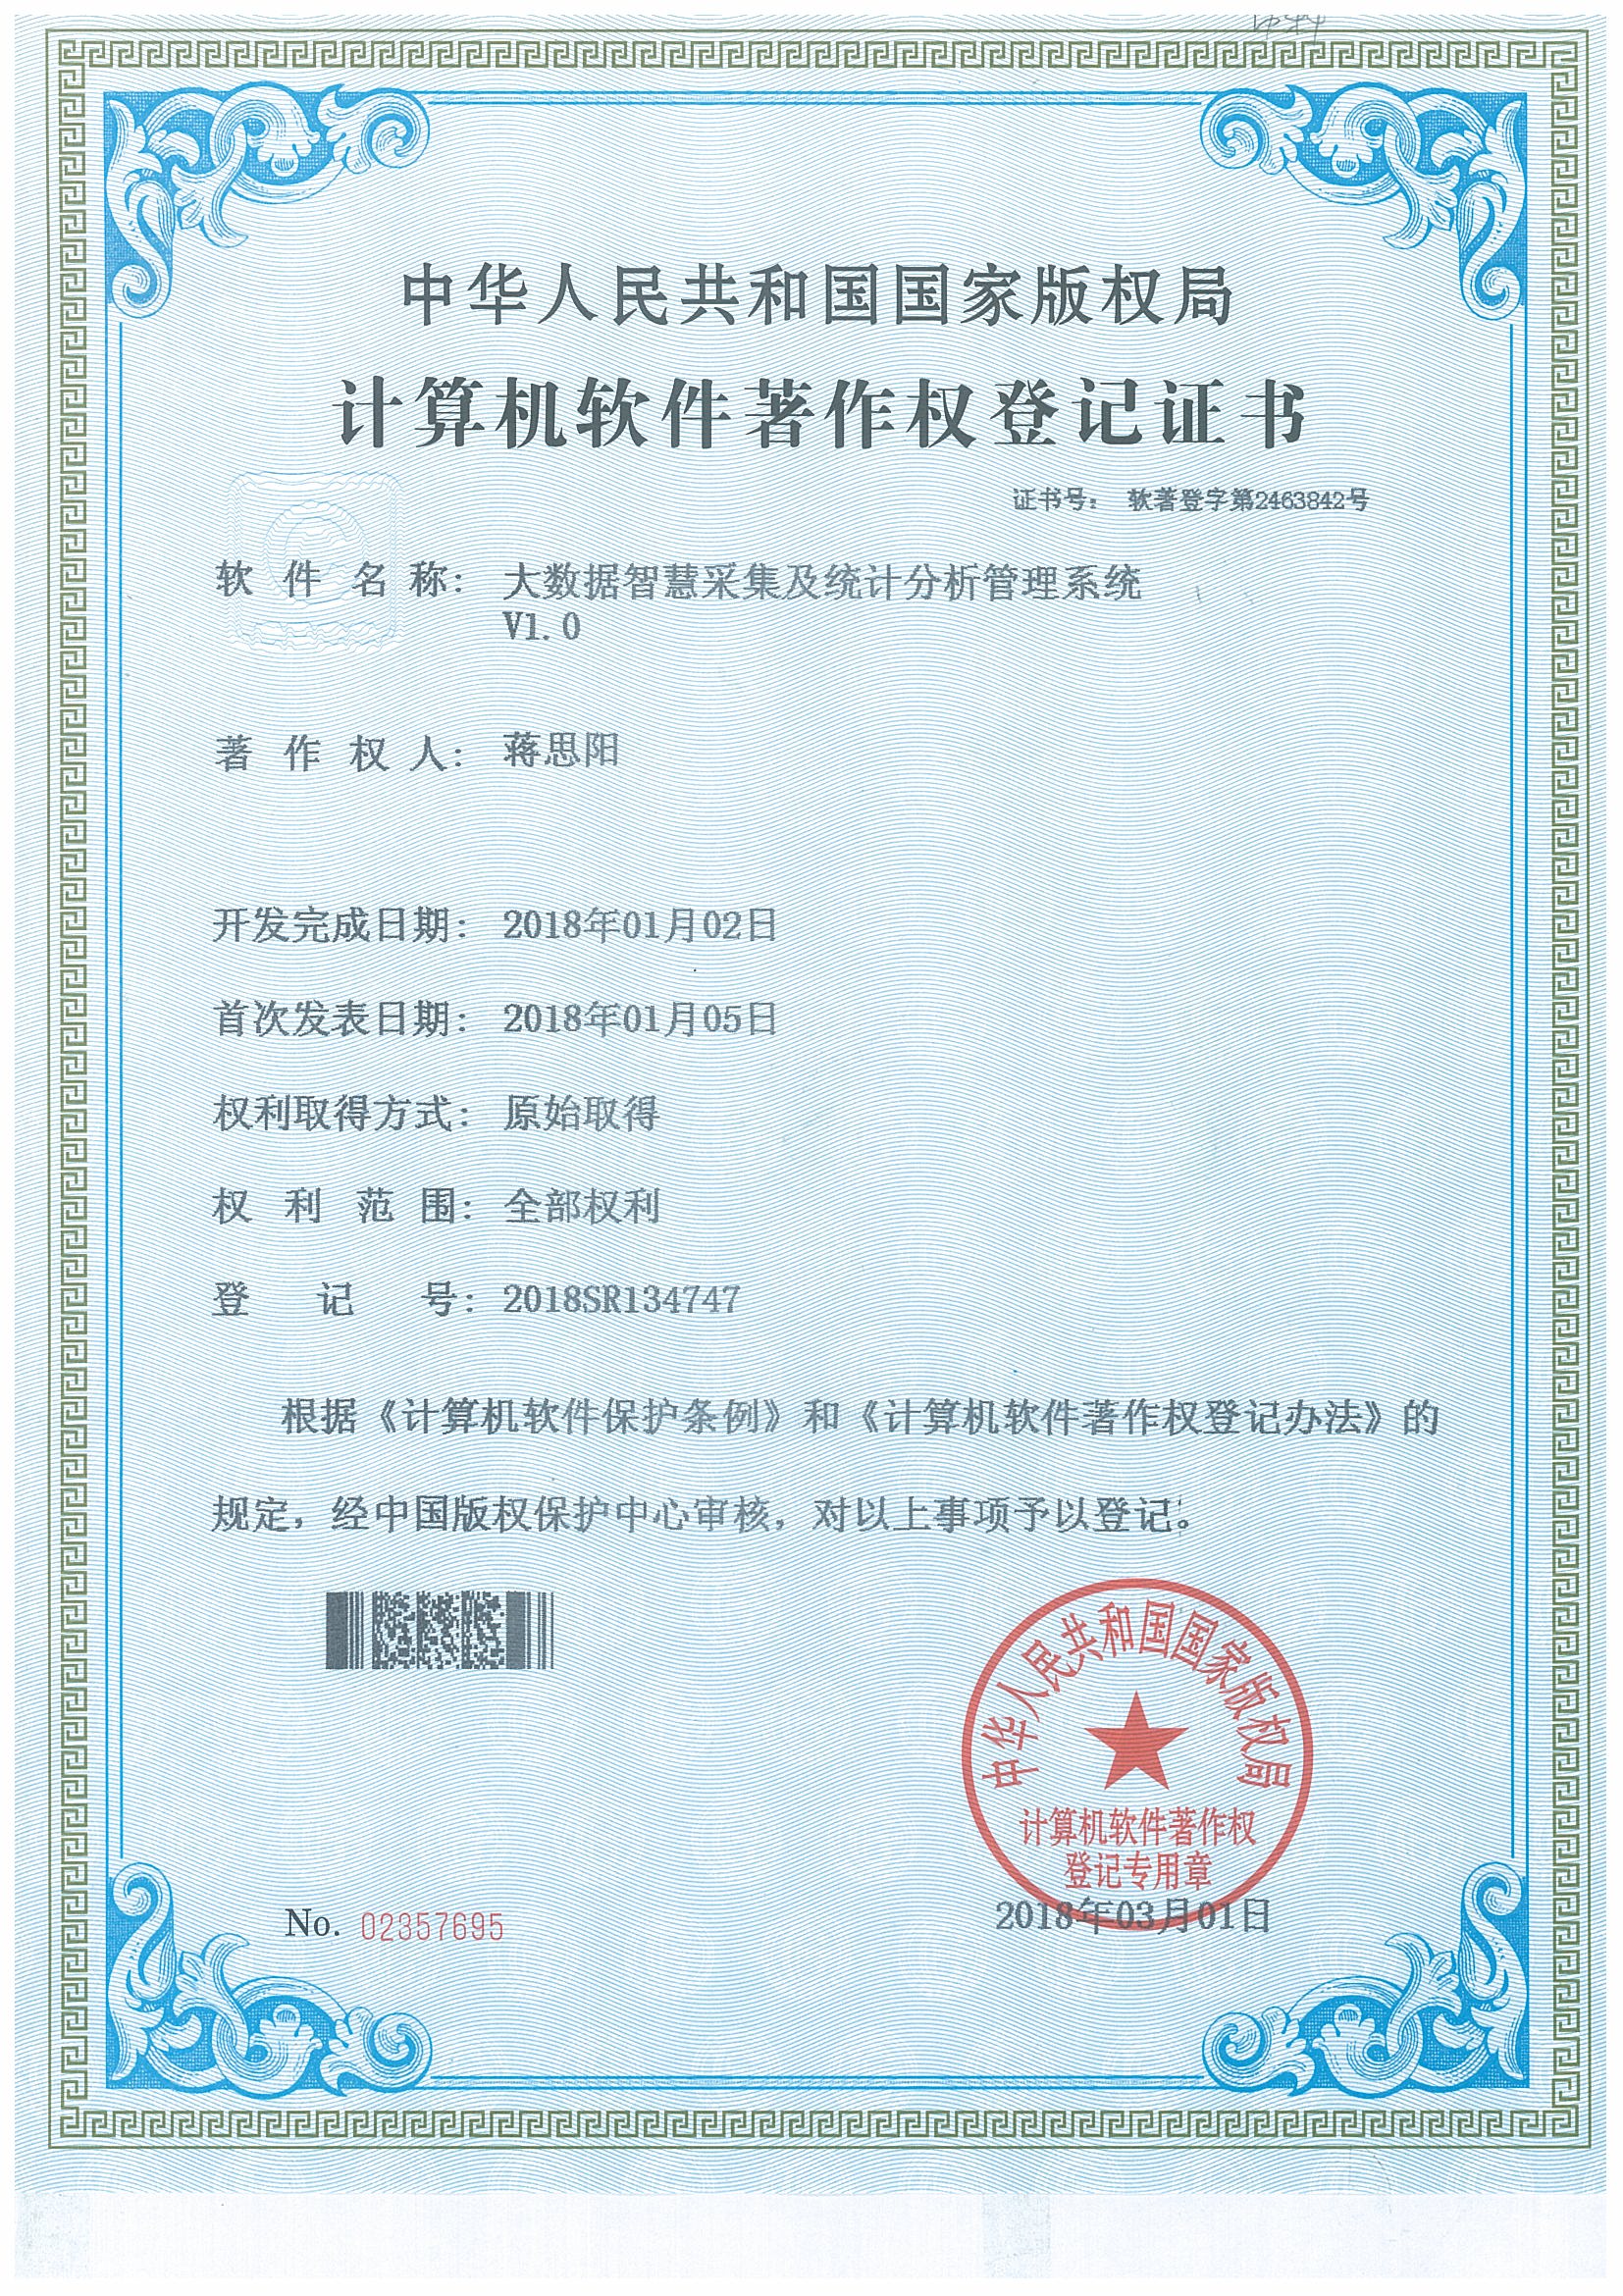 中华人民共和国国家版权局
计算机软件著作权登记证书
证书号： 软著登字第2463842号
软件名称： 大数据智慧采集及统计分析管理系统
V1.0
著作权人： 蒋思阳
开发完成日期： 2018年01月02日
首次发表日期： 2018年01月05日
权利取得方式： 原始取得
权利范围： 全部权利
登记号： 2018SR134747
根据《计算机软件保护条例》和《计算机软件著作权登记办法》的
规定，经中国版权保护中心审核，对以上事项予以登记。
中华人民共和国国家版权局
计算机软件著作权
登记专用章
No. 02357695
2018年03月01日